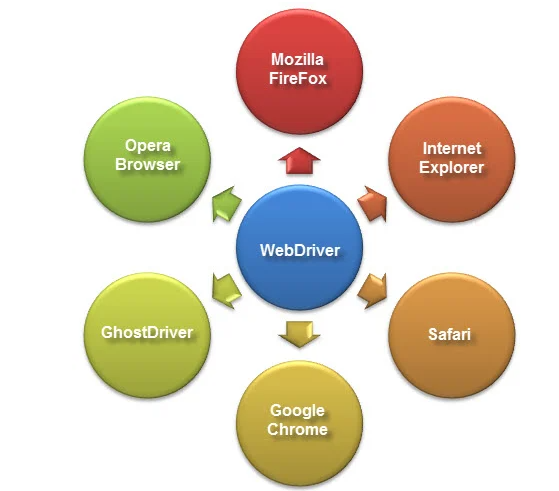 Mozilla
FireFox
Opera
Browser
Internet
Explorer
WebDriver
GhostDriver
Safari
Google
Chrome